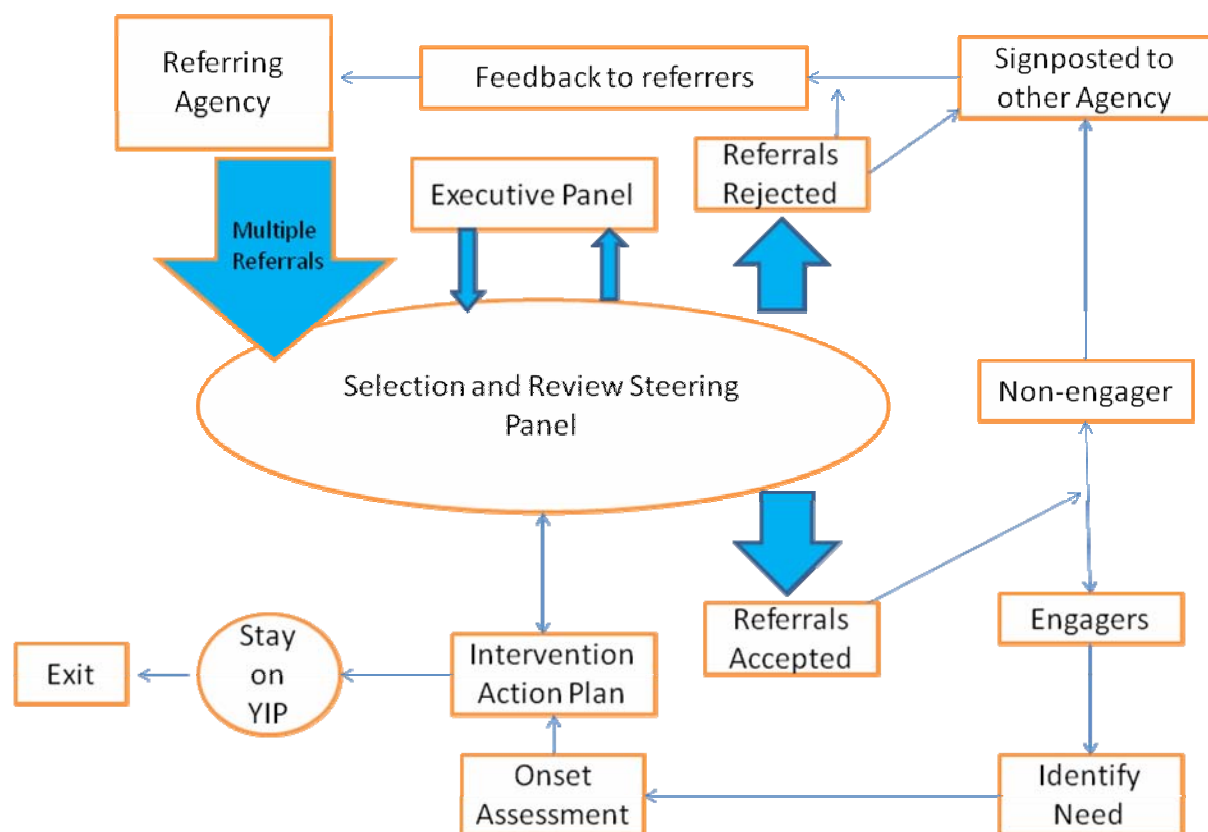 Referring
Agency
Feedback to referrers
Signposted to
other Agency
Executive Panel
Referrals
Rejected
Multiple
Referrals
Selection and Review Steering
Panel
Non-engager
Referrals
Accepted
Engagers
Stay
on
YIP
Exit
Intervention
Action Plan
Onset
Assessment
Identify
Need